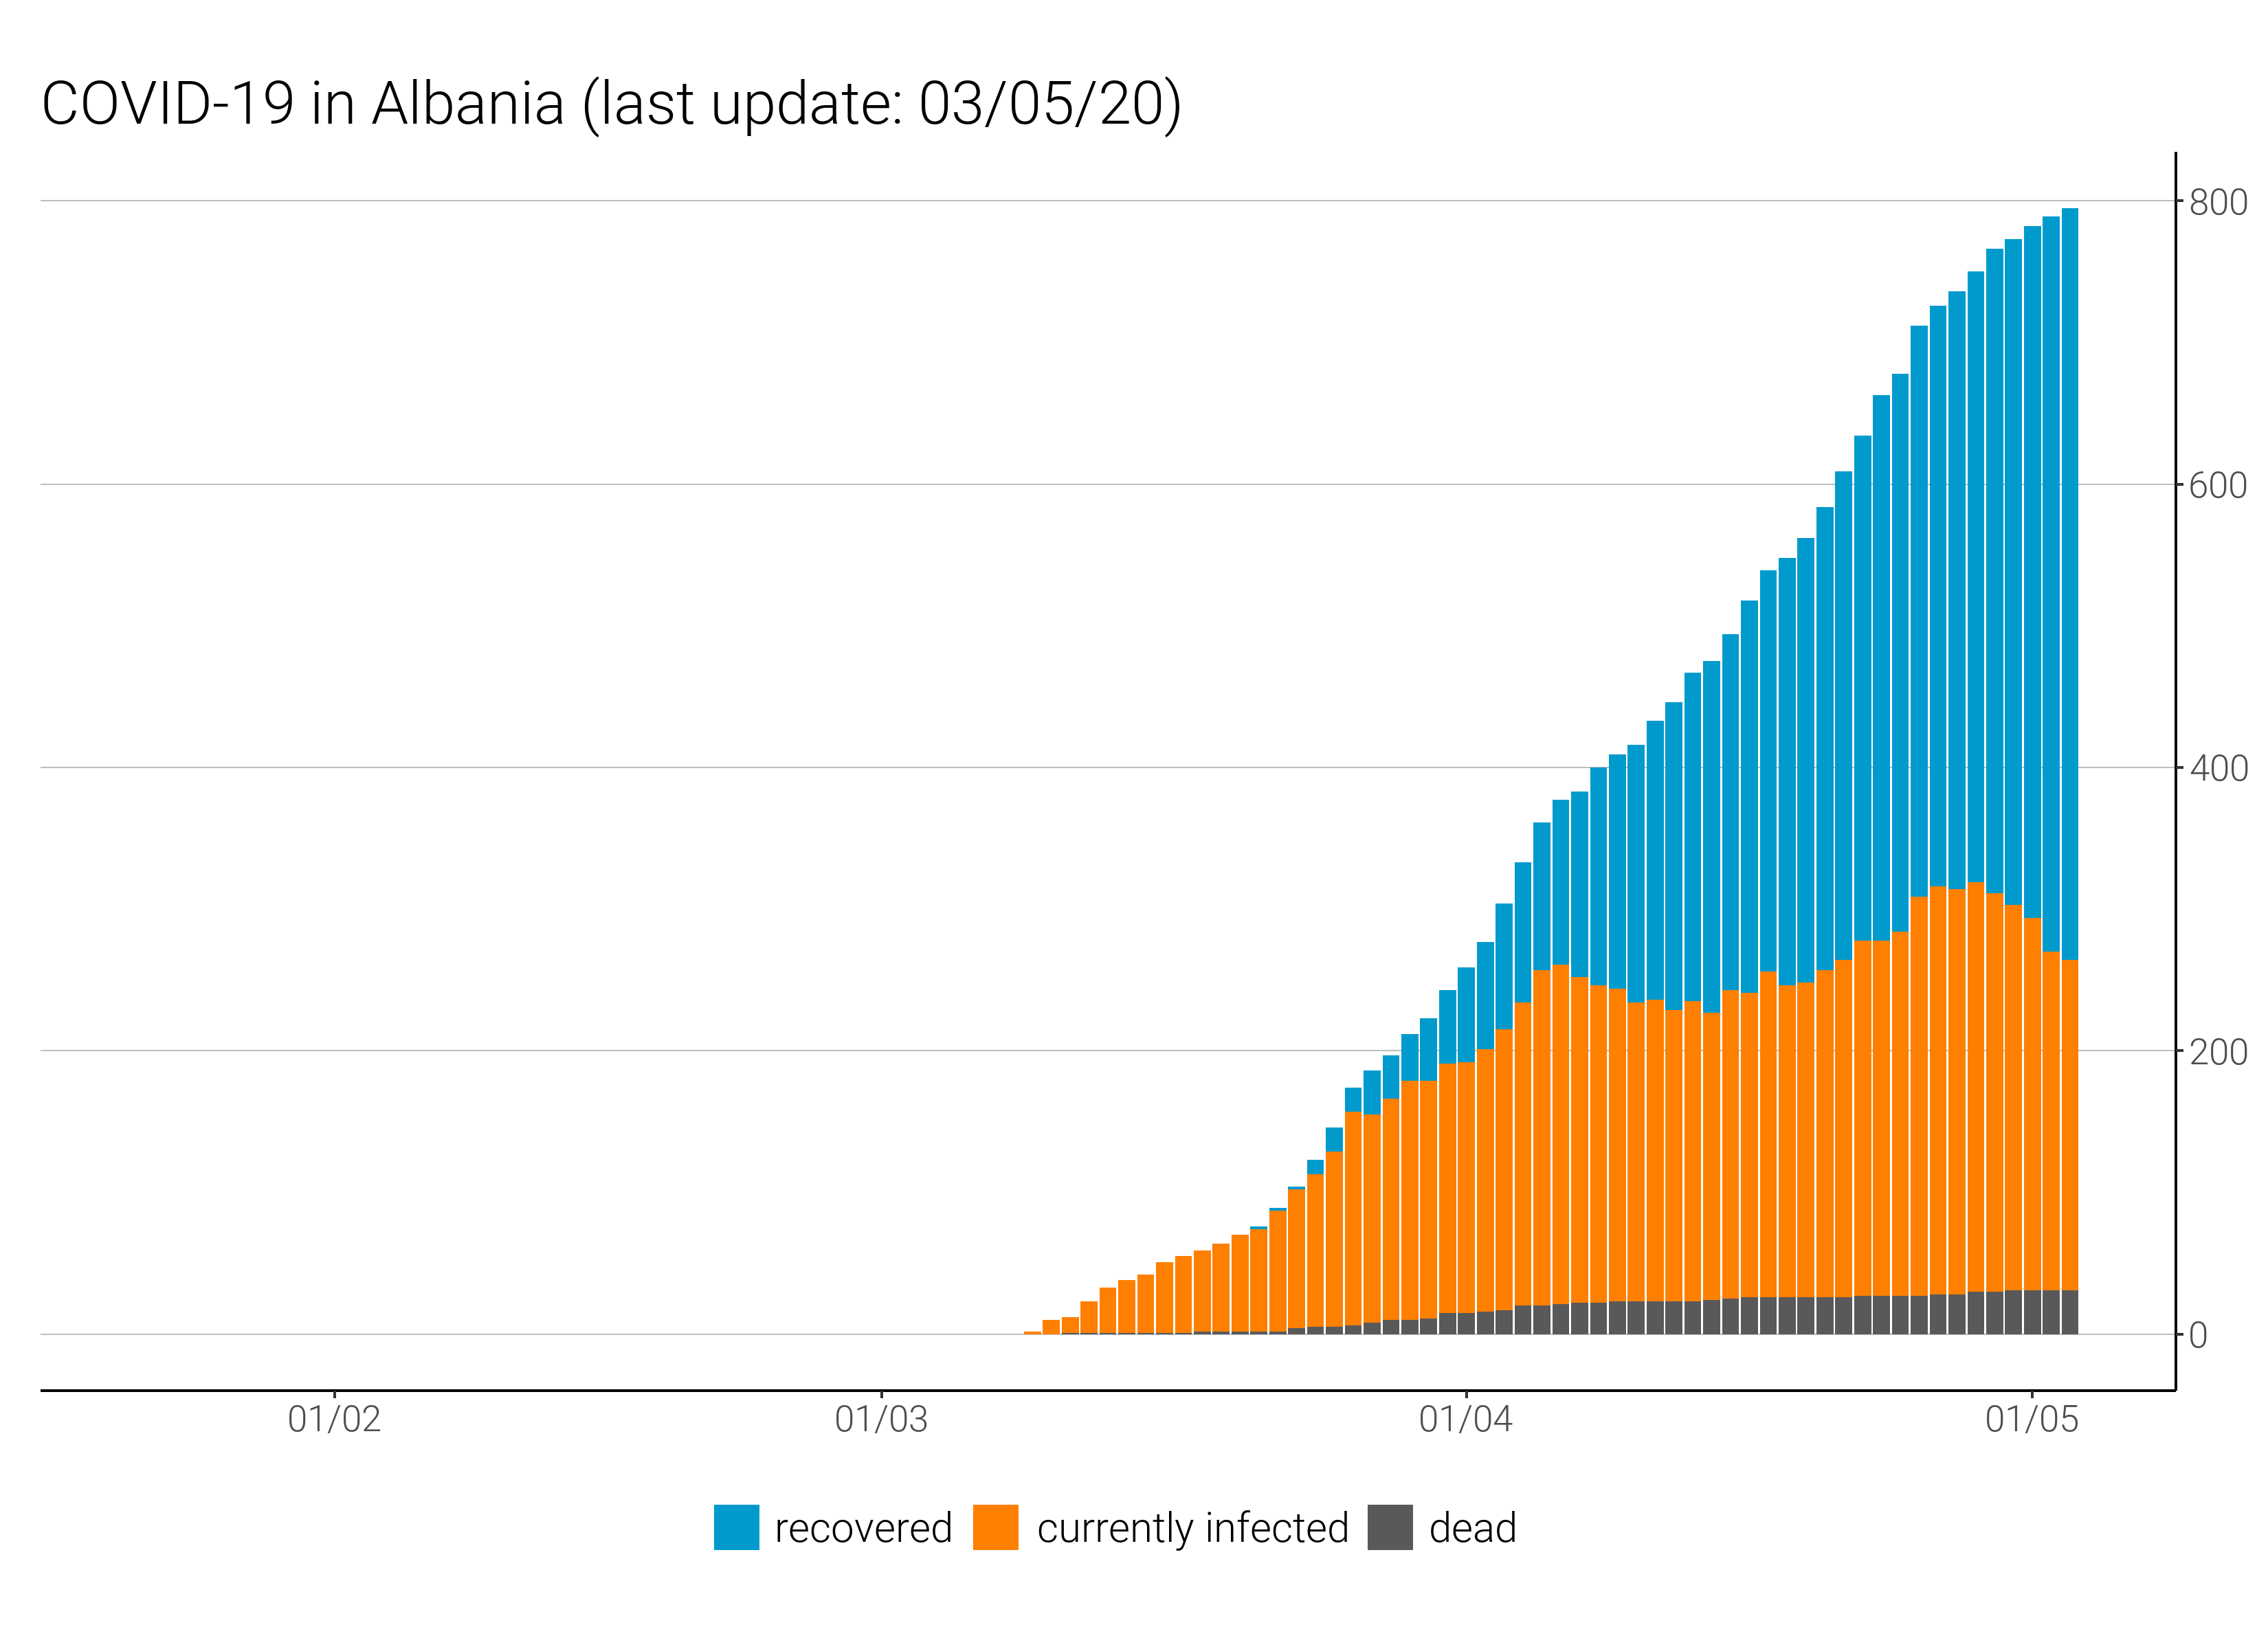 COVID-19 in Albania (last update: 03/05/20)
800
600
400
200
0
01/02 01/03 01/04 01/05
recovered currently infected dead